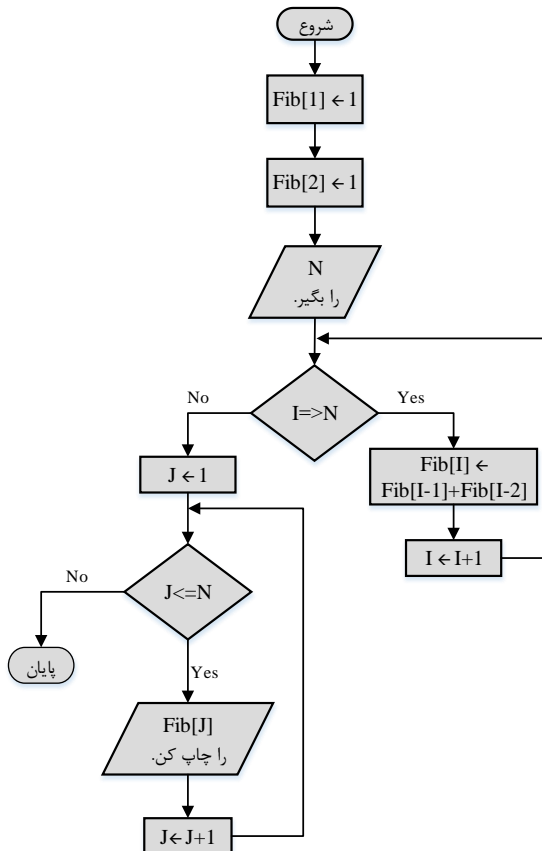 شروع
Fib[1] ← 1
Fib[2] ← 1
N
را بگیر.
I=>N
No
Yes
J ← 1
Fib[I] ←
Fib[I-1]+Fib[I-2]
I ← I+1
J<=N
No
Yes
پایان
Fib[J]
را چاپ کن.
J← J+1